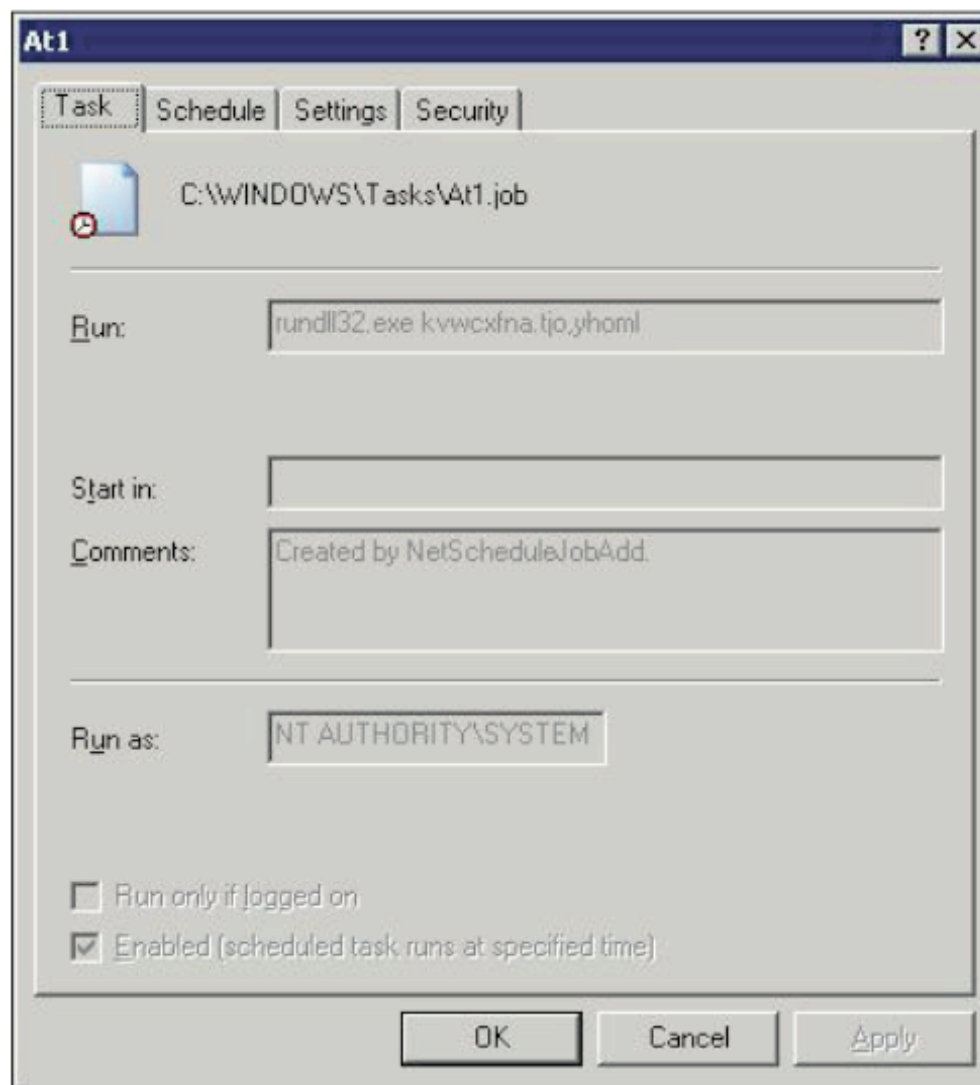 At1
Task Schedule Settings Security
C:\WINDOWS\Tasks\At1.job
Run: rundll32.exe kvwcxfna.tjo,yhoml
Start in:
Comments: Created by NetScheduleJobAdd.
Run as: NT AUTHORITY\SYSTEM
Run only if logged on
Enabled (scheduled task runs at specified time)
OK Cancel Apply